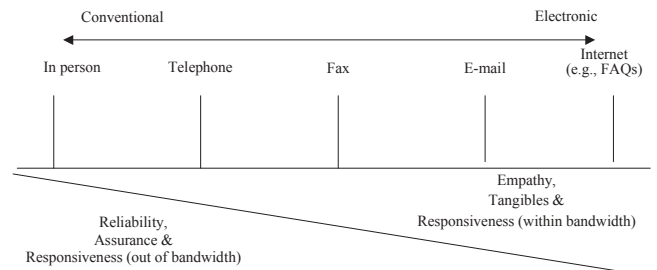 Conventional Electronic
In person Telephone Fax E-mail Internet
(e.g., FAQs)
Empathy,
Tangibles &
Responsiveness (within bandwidth)
Reliability,
Assurance &
Responsiveness (out of bandwidth)